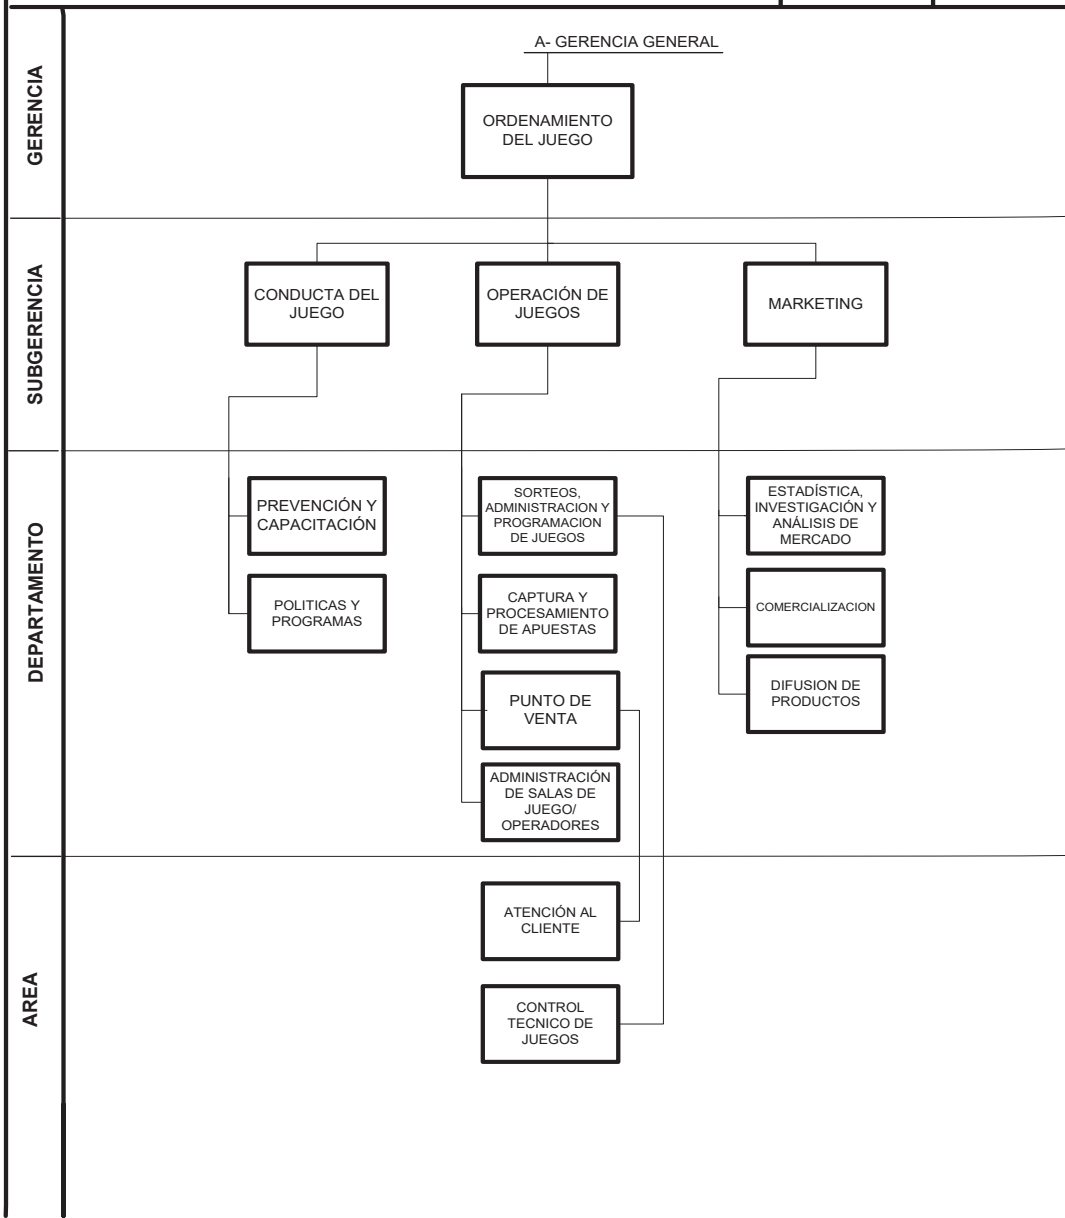 A- GERENCIA GENERAL
GERENCIA
ORDENAMIENTO
DEL JUEGO
SUBGERENCIA
CONDUCTA DEL
JUEGO
OPERACIÓN DE
JUEGOS
MARKETING
DEPARTAMENTO
PREVENCIÓN Y
CAPACITACIÓN
POLITICAS Y
PROGRAMAS
SORTEOS,
ADMINISTRACION Y
PROGRAMACION
DE JUEGOS
CAPTURA Y
PROCESAMIENTO
DE APUESTAS
PUNTO DE
VENTA
ADMINISTRACIÓN
DE SALAS DE
JUEGO/
OPERADORES
ESTADÍSTICA,
INVESTIGACIÓN Y
ANÁLISIS DE
MERCADO
COMERCIALIZACION
DIFUSION DE
PRODUCTOS
AREA
ATENCIÓN AL
CLIENTE
CONTROL
TECNICO DE
JUEGOS